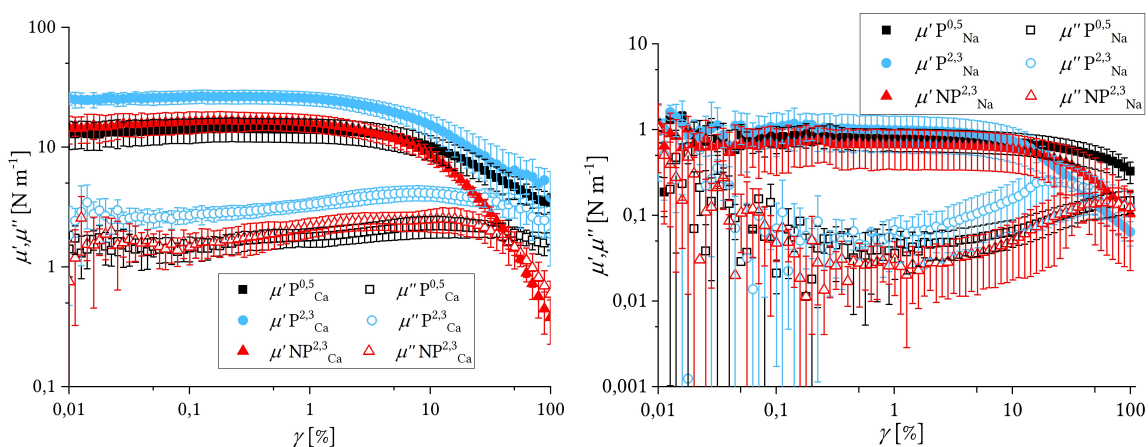 100
10
1
0,1
μ′,μ″ [N m⁻¹]
0,01 0,1 1 10 100
γ [%]
μ′ P⁰,⁵Ca μ″ P⁰,⁵Ca
μ′ P²,³Ca μ″ P²,³Ca
μ′ NP²,³Ca μ″ NP²,³Ca
μ′ P⁰,⁵Na μ″ P⁰,⁵Na
μ′ P²,³Na μ″ P²,³Na
μ′ NP²,³Na μ″ NP²,³Na
10
1
0,1
0,01
0,001
μ′, μ″ [N m⁻¹]
0,01 0,1 1 10 100
γ [%]